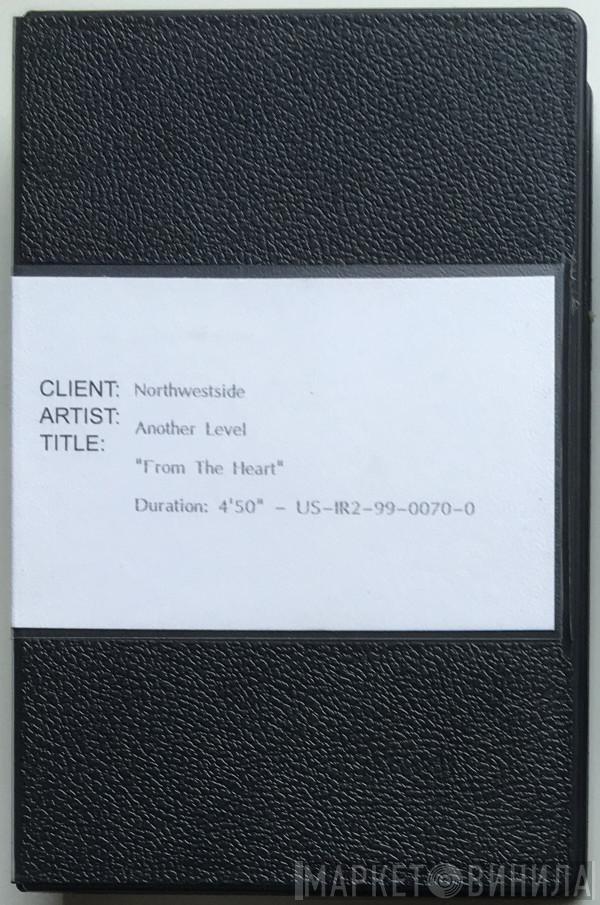 CLIENT: Northwestside
ARTIST: Another Level
TITLE: "From The Heart"
Duration: 4'50" - US-IR2-99-0070-0
МАРКЕТ ВИНИЛА